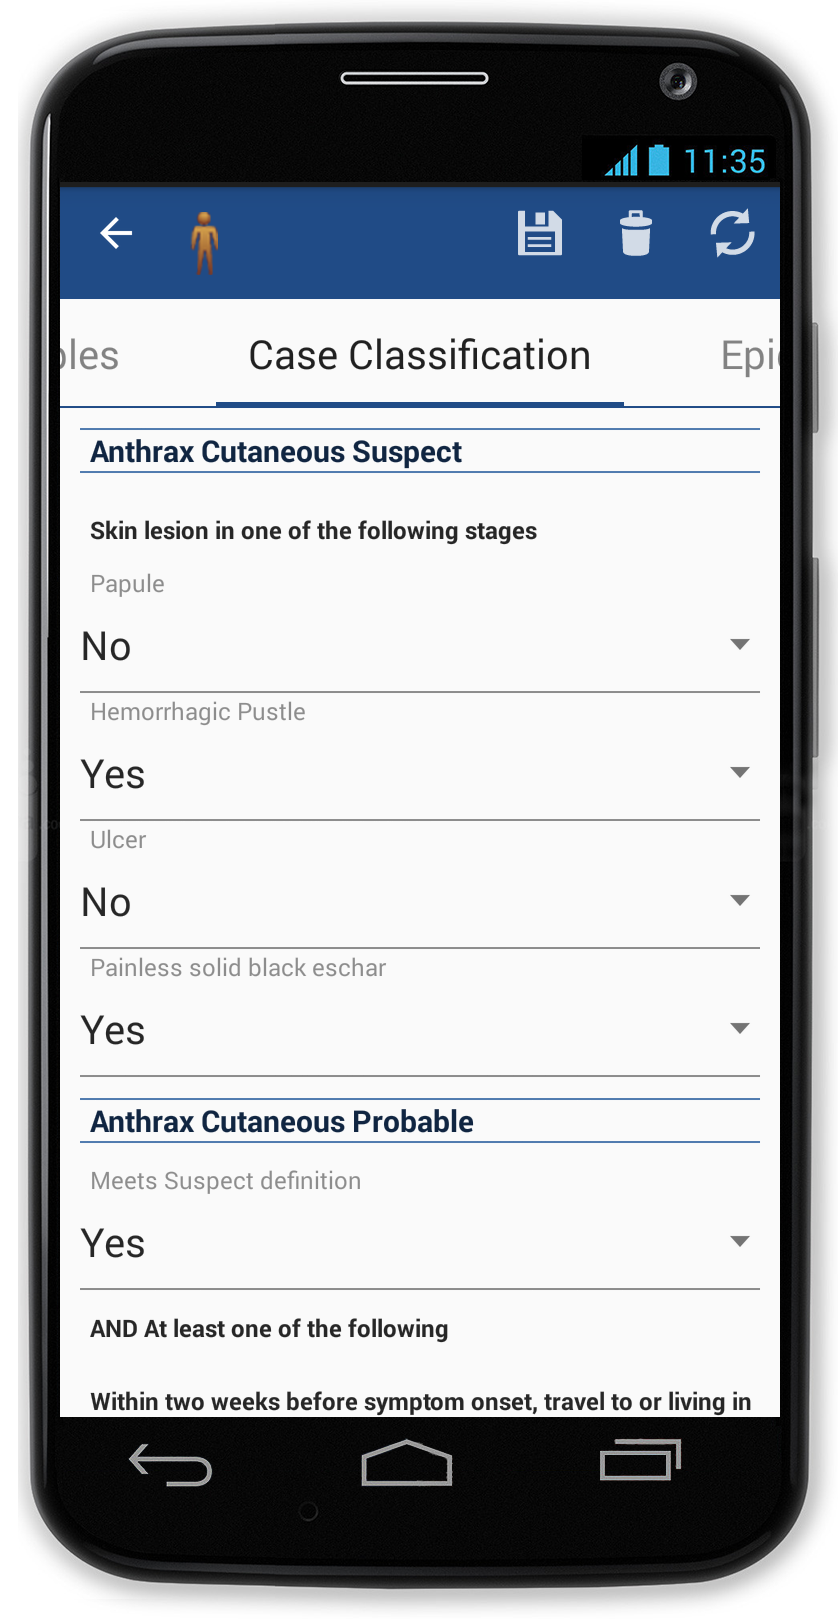 11:35
bles
Case Classification
Epi
Anthrax Cutaneous Suspect
Skin lesion in one of the following stages
Papule
No
Hemorrhagic Pustle
Yes
Ulcer
No
Painless solid black eschar
Yes
Anthrax Cutaneous Probable
Meets Suspect definition
Yes
AND At least one of the following
Within two weeks before symptom onset, travel to or living in